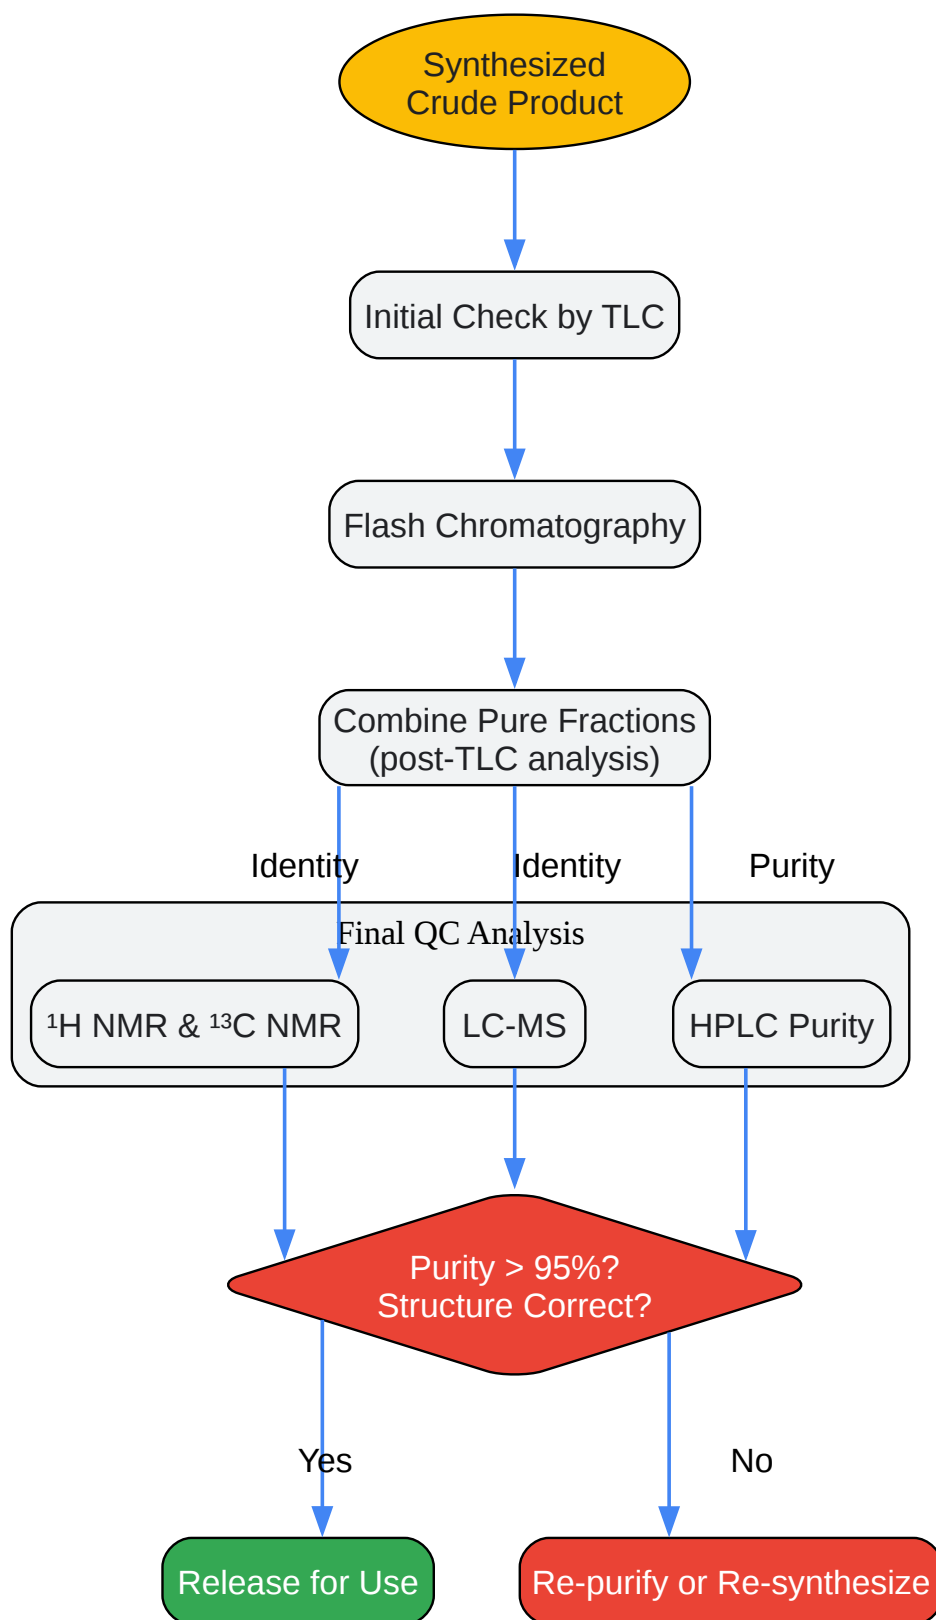 Synthesized
Crude Product
Initial Check by TLC
Flash Chromatography
Combine Pure Fractions
(post-TLC analysis)
Identity
Identity
Purity
Final QC Analysis
¹H NMR & ¹³C NMR
LC-MS
HPLC Purity
Purity > 95%?
Structure Correct?
Yes
No
Release for Use
Re-purify or Re-synthesize